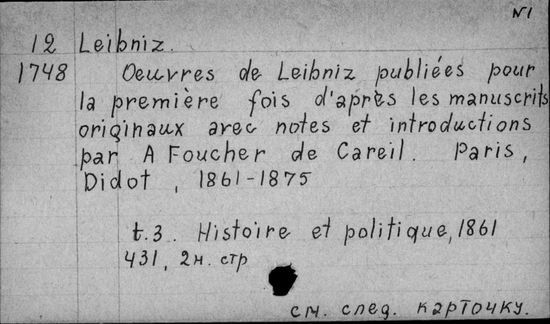 №1
12 Leibniz.
1748 Oeuvres de Leibniz publiées pour
la première fois d'après les manuscrits
originaux avec notes et introductions
par A Foucher de Careil. Paris,
Didot, 1861-1875
t.3. Histoire et politique, 1861
431, 2н. стр
см. след. карточку.